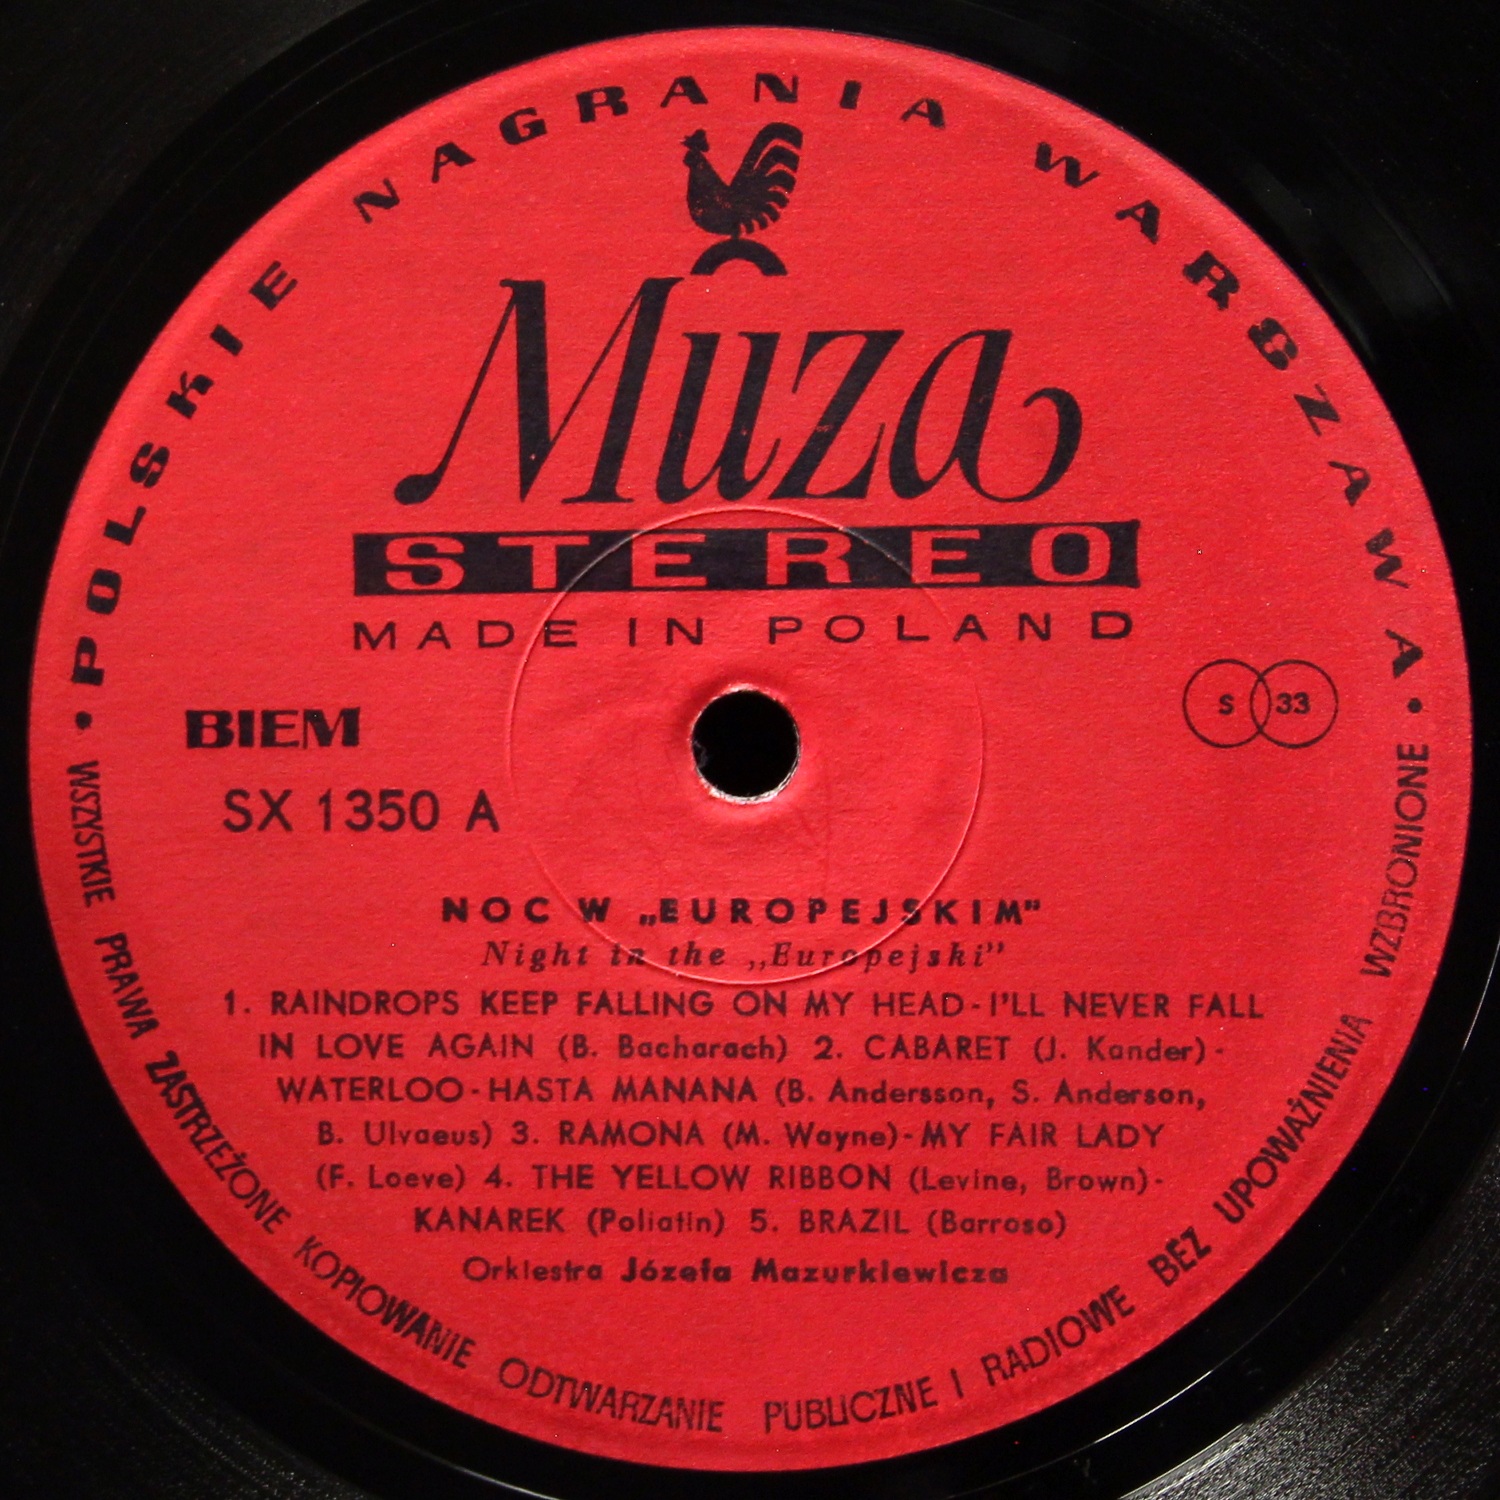 • POLSKIE NAGRANIA WARSZAWA •
Muza
STEREO
MADE IN POLAND
BIEM
S 33
SX 1350 A
NOC W „EUROPEJSKIM"
Night in the „Europejski”
1. RAINDROPS KEEP FALLING ON MY HEAD - I'LL NEVER FALL
IN LOVE AGAIN (B. Bacharach) 2. CABARET (J. Kander) -
WATERLOO - HASTA MANANA (B. Andersson, S. Anderson,
B. Ulvaeus) 3. RAMONA (M. Wayne) - MY FAIR LADY
(F. Loeve) 4. THE YELLOW RIBBON (Levine, Brown) -
KANAREK (Poliatin) 5. BRAZIL (Barroso)
Orkiestra Józefa Mazurkiewicza
WSZYSTKIE PRAWA ZASTRZEŻONE KOPIOWANIE ODTWARZANIE PUBLICZNE I RADIOWE BEZ UPOWAŻNIENIA WZBRONIONE